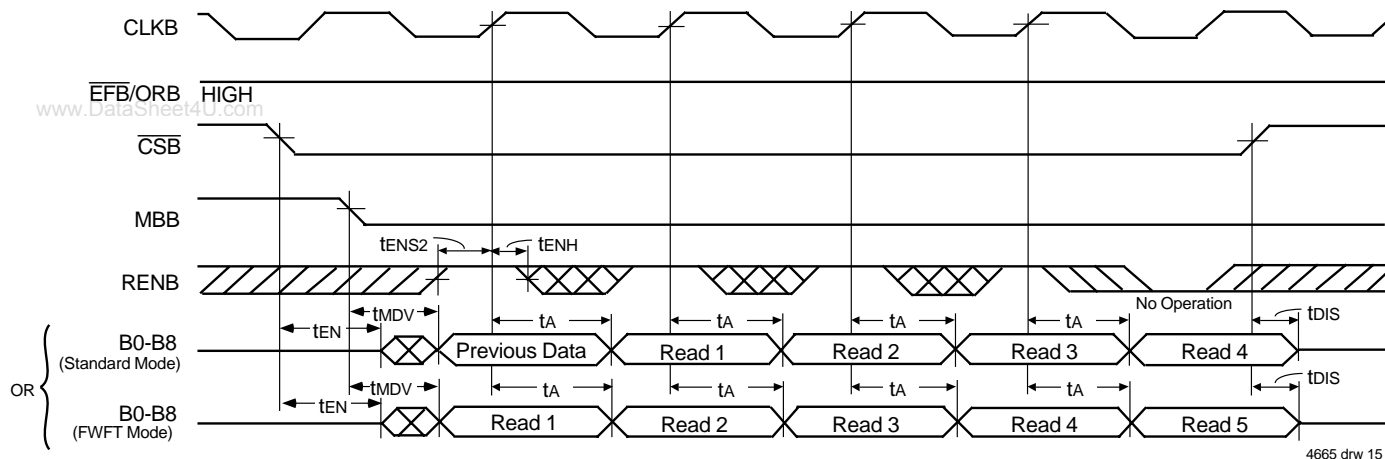 CLKB
EFB/ORB HIGH
www.DataSheet4U.com
CSB
MBB
tENS2 tENH
RENB
No Operation
tEN tMDV tA tA tA tA tDIS
B0-B8
(Standard Mode)
Previous Data Read 1 Read 2 Read 3 Read 4
OR
tEN tMDV tA tA tA tA tDIS
B0-B8
(FWFT Mode)
Read 1 Read 2 Read 3 Read 4 Read 5
4665 drw 15